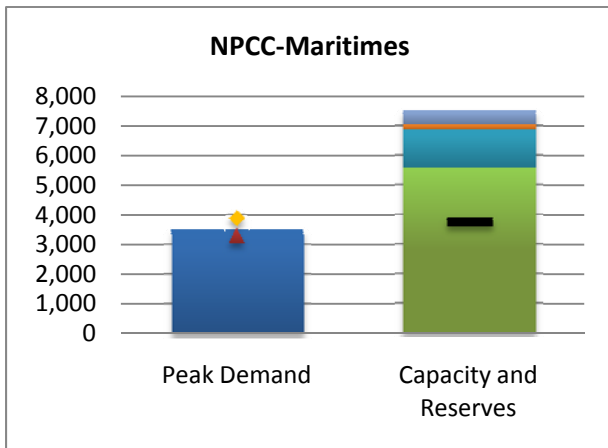 NPCC-Maritimes
8,000
7,000
6,000
5,000
4,000
3,000
2,000
1,000
0
Peak Demand
Capacity and
Reserves